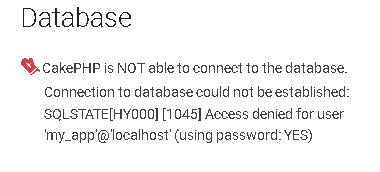 Database
CakePHP is NOT able to connect to the database.
Connection to database could not be established:
SQLSTATE[HY000] [1045] Access denied for user
'my_app'@'localhost' (using password: YES)